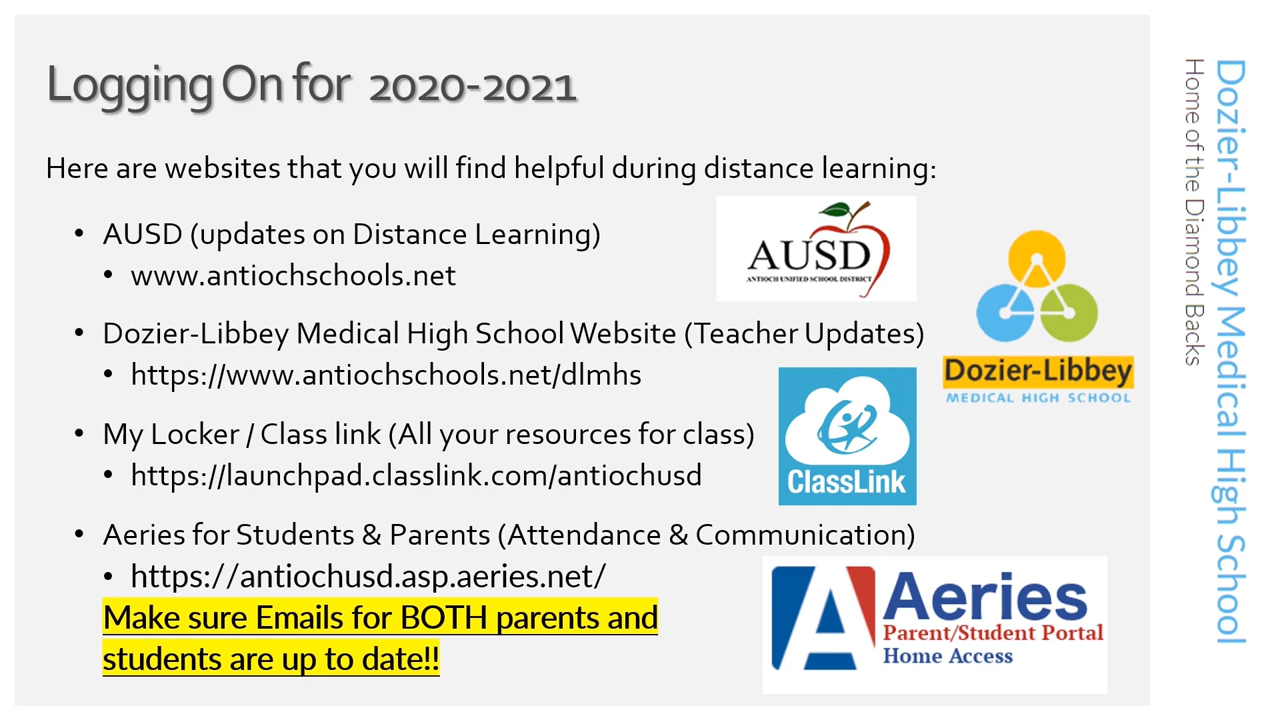 Logging On for 2020-2021
Here are websites that you will find helpful during distance learning:
• AUSD (updates on Distance Learning)
• www.antiochschools.net
AUSD
ANTIOCH UNIFIED SCHOOL DISTRICT
• Dozier-Libbey Medical High School Website (Teacher Updates)
• https://www.antiochschools.net/dlmhs
Dozier-Libbey
MEDICAL HIGH SCHOOL
• My Locker / Class link (All your resources for class)
• https://launchpad.classlink.com/antiochusd
ClassLink
• Aeries for Students & Parents (Attendance & Communication)
• https://antiochusd.asp.aeries.net/
Make sure Emails for BOTH parents and
students are up to date!!
Aeries
Parent/Student Portal
Home Access
Dozier-Libbey Medical High School
Home of the Diamond Backs